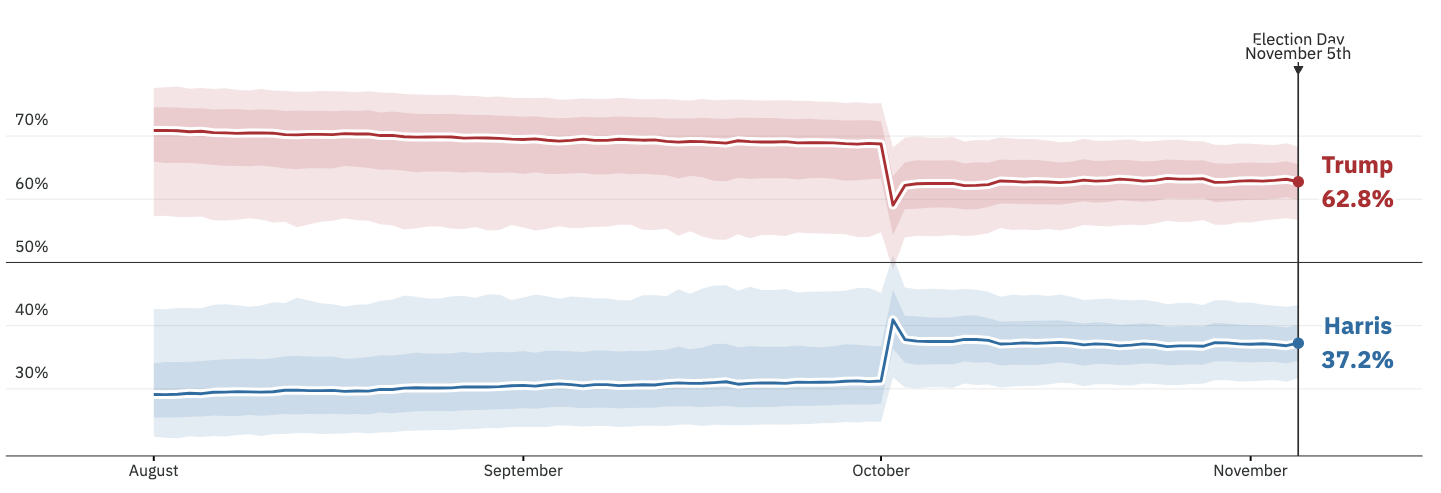 Election Day
November 5th
70%
Trump
60%
62.8%
50%
40%
Harris
37.2%
30%
August
September
October
November